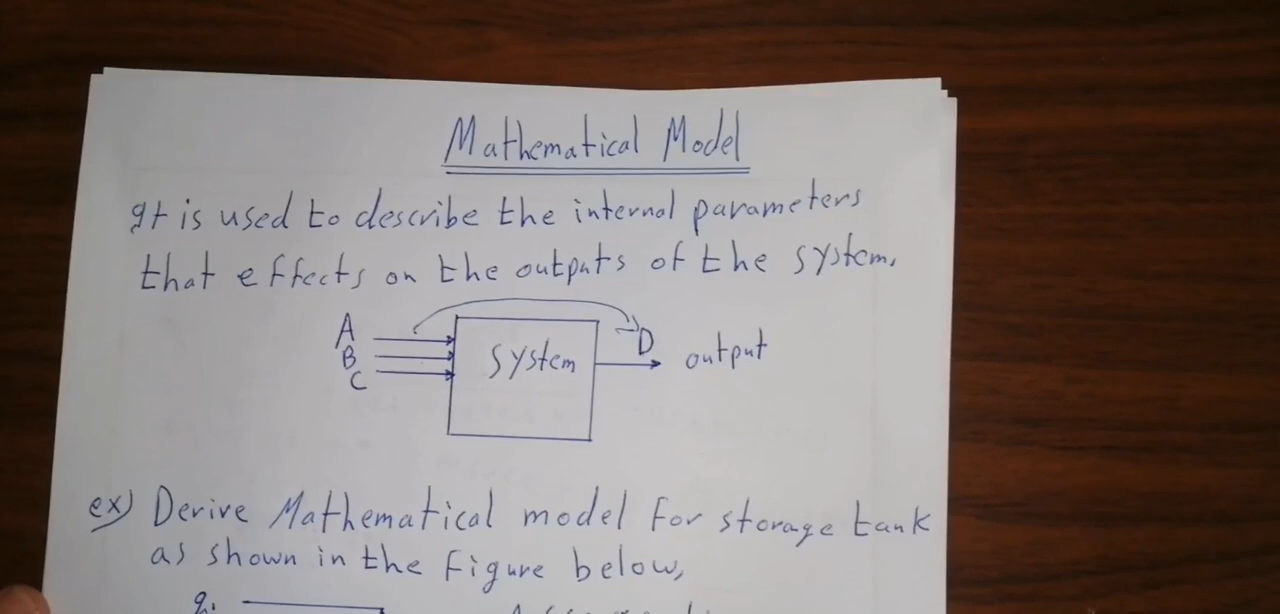 Mathematical Model
It is used to describe the internal parameters
that effects on the outputs of the system.
A
B
C
System
D
output
ex) Derive Mathematical model for storage tank
as shown in the figure below,